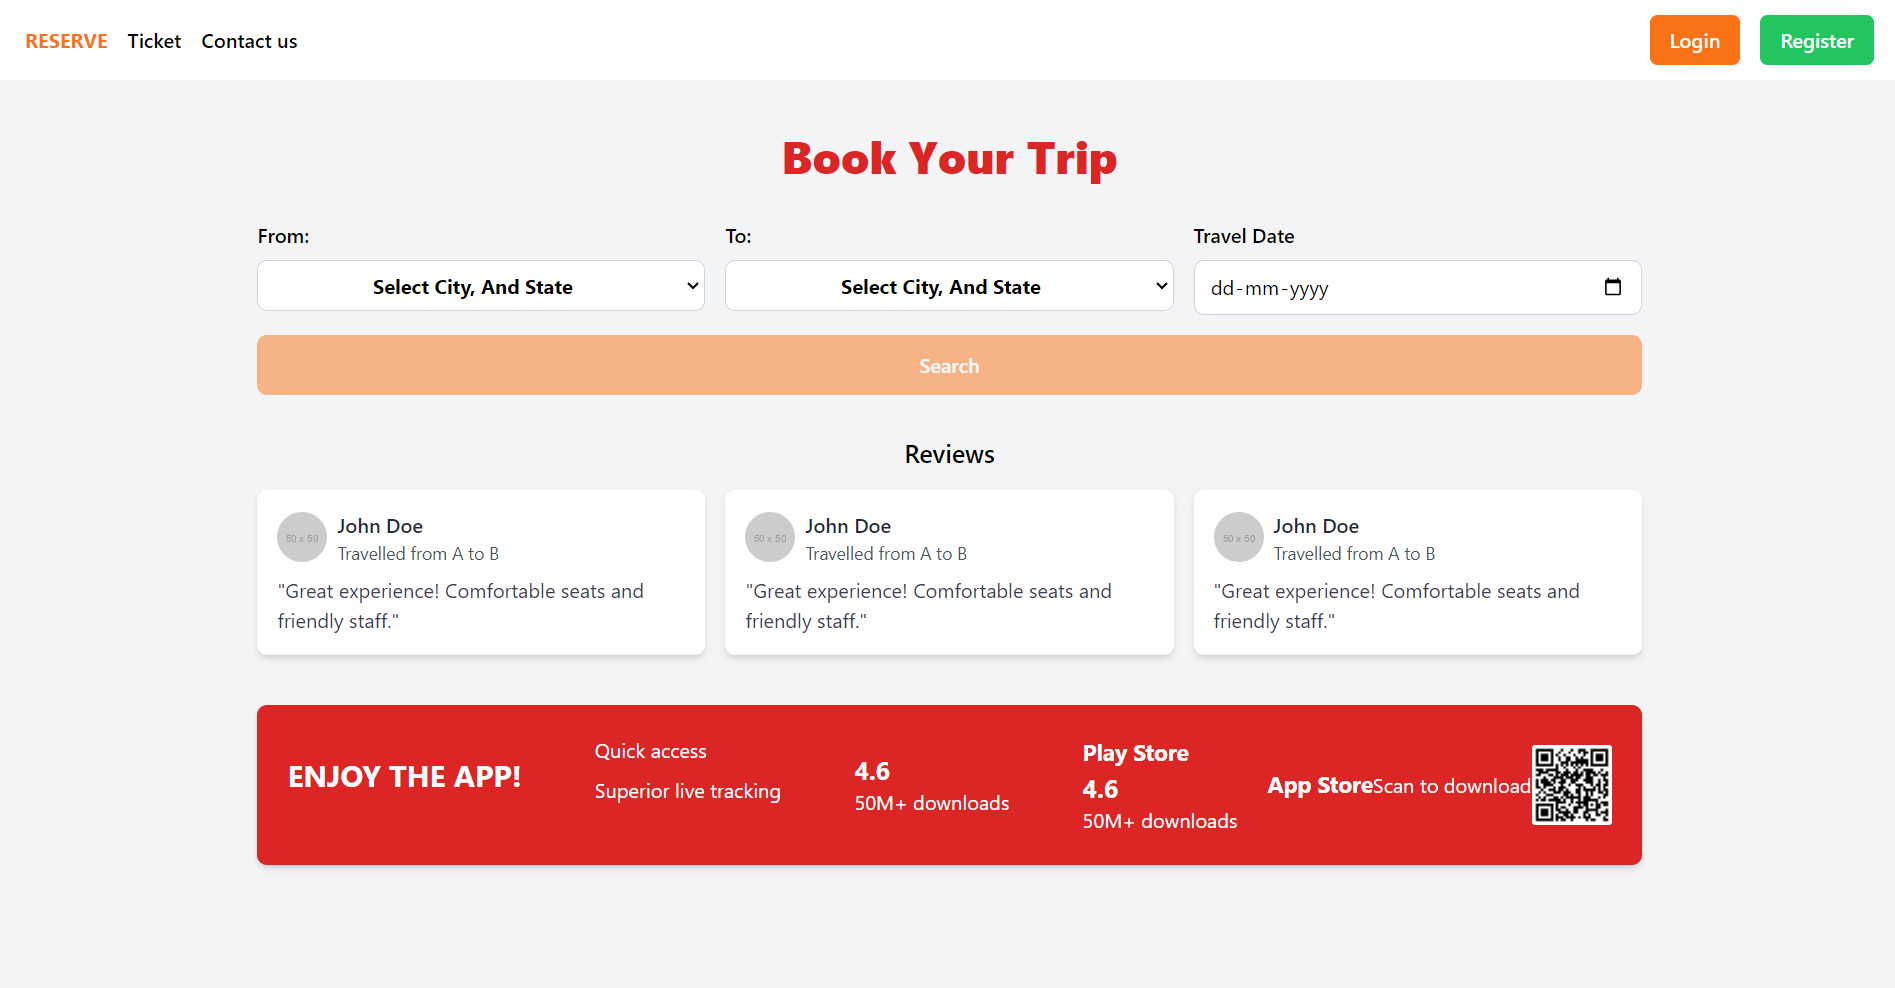 RESERVE Ticket Contact us Login Register
Book Your Trip
From: To: Travel Date
Select City, And State Select City, And State dd-mm-yyyy
Search
Reviews
50 x 50
John Doe
Travelled from A to B
"Great experience! Comfortable seats and
friendly staff."
50 x 50
John Doe
Travelled from A to B
"Great experience! Comfortable seats and
friendly staff."
50 x 50
John Doe
Travelled from A to B
"Great experience! Comfortable seats and
friendly staff."
ENJOY THE APP!
Quick access
Superior live tracking
4.6
50M+ downloads
Play Store
4.6
50M+ downloads
App StoreScan to download